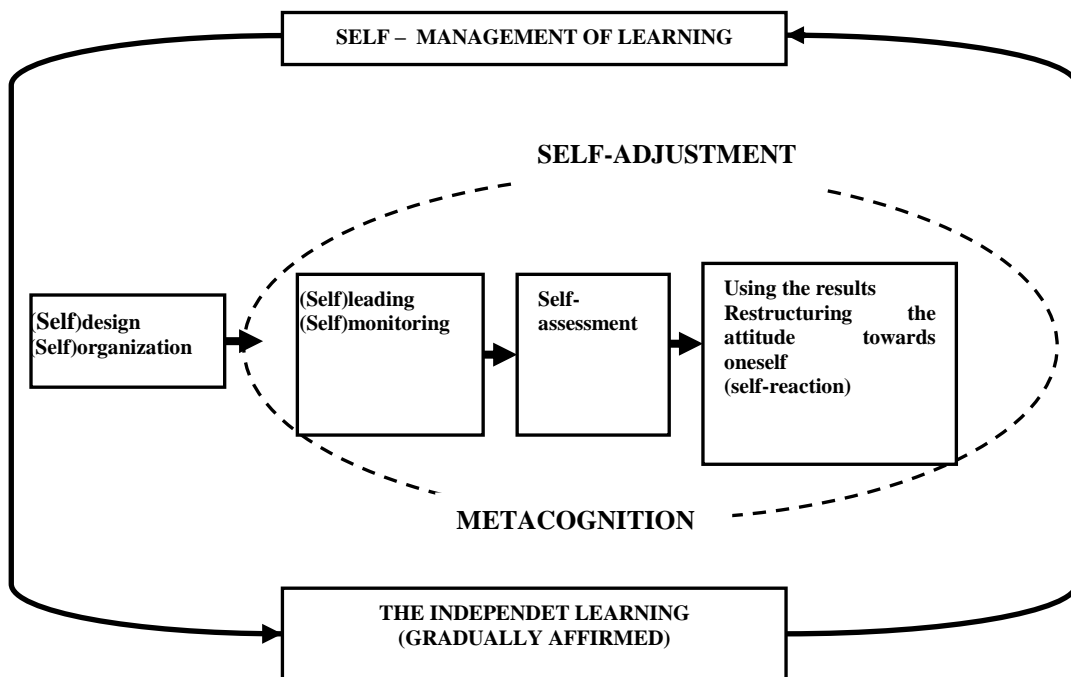 SELF – MANAGEMENT OF LEARNING
SELF-ADJUSTMENT
(Self)design
(Self)organization
(Self)leading
(Self)monitoring
Self-
assessment
Using the results
Restructuring the
attitude towards
oneself
(self-reaction)
METACOGNITION
THE INDEPENDET LEARNING
(GRADUALLY AFFIRMED)